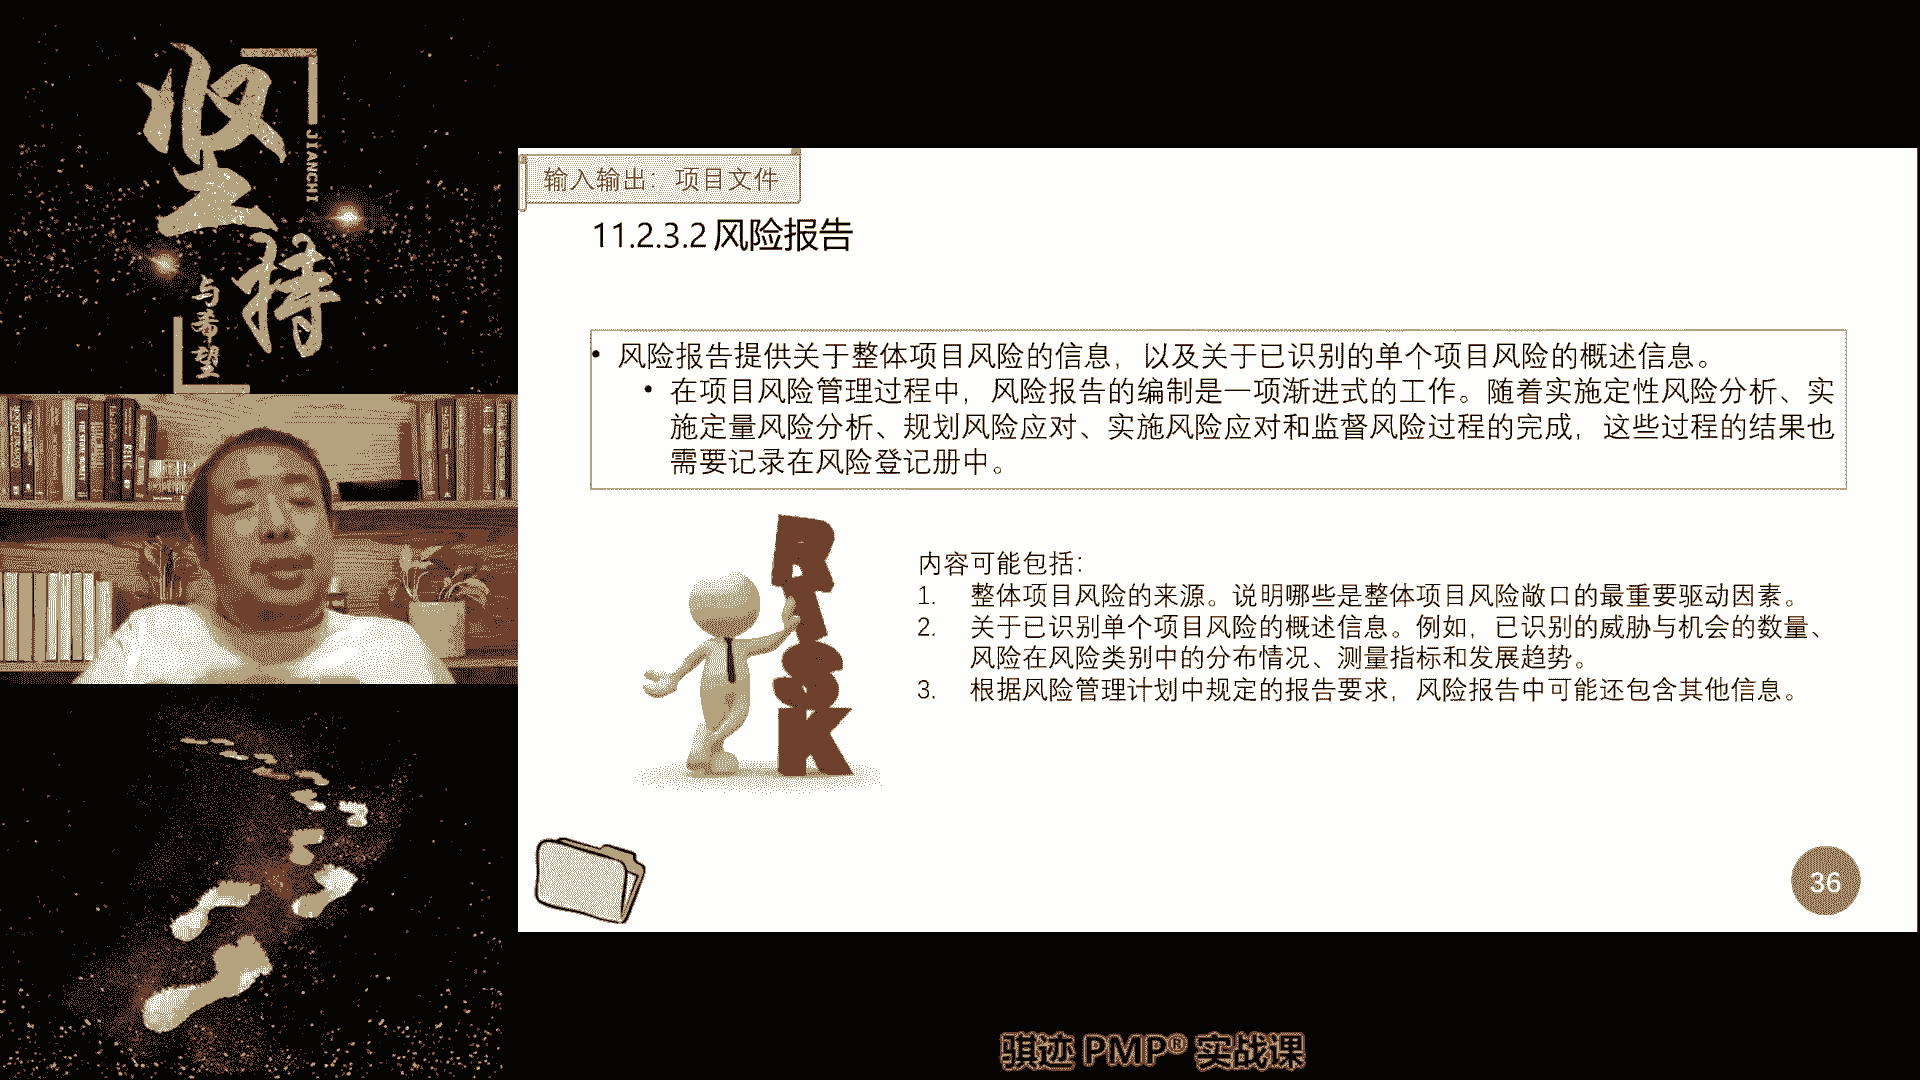 坚持
JIANCHI
与希望
输入输出：项目文件
11.2.3.2 风险报告
• 风险报告提供关于整体项目风险的信息，以及关于已识别的单个项目风险的概述信息。
• 在项目风险管理过程中，风险报告的编制是一项渐进式的工作。随着实施定性风险分析、实
施定量风险分析、规划风险应对、实施风险应对和监督风险过程的完成，这些过程的结果也
需要记录在风险登记册中。
RISK
内容可能包括：
1. 整体项目风险的来源。说明哪些是整体项目风险敞口的最重要驱动因素。
2. 关于已识别单个项目风险的概述信息。例如，已识别的威胁与机会的数量、
风险在风险类别中的分布情况、测量指标和发展趋势。
3. 根据风险管理计划中规定的报告要求，风险报告中可能还包含其他信息。
36
骐迹 PMP® 实战课